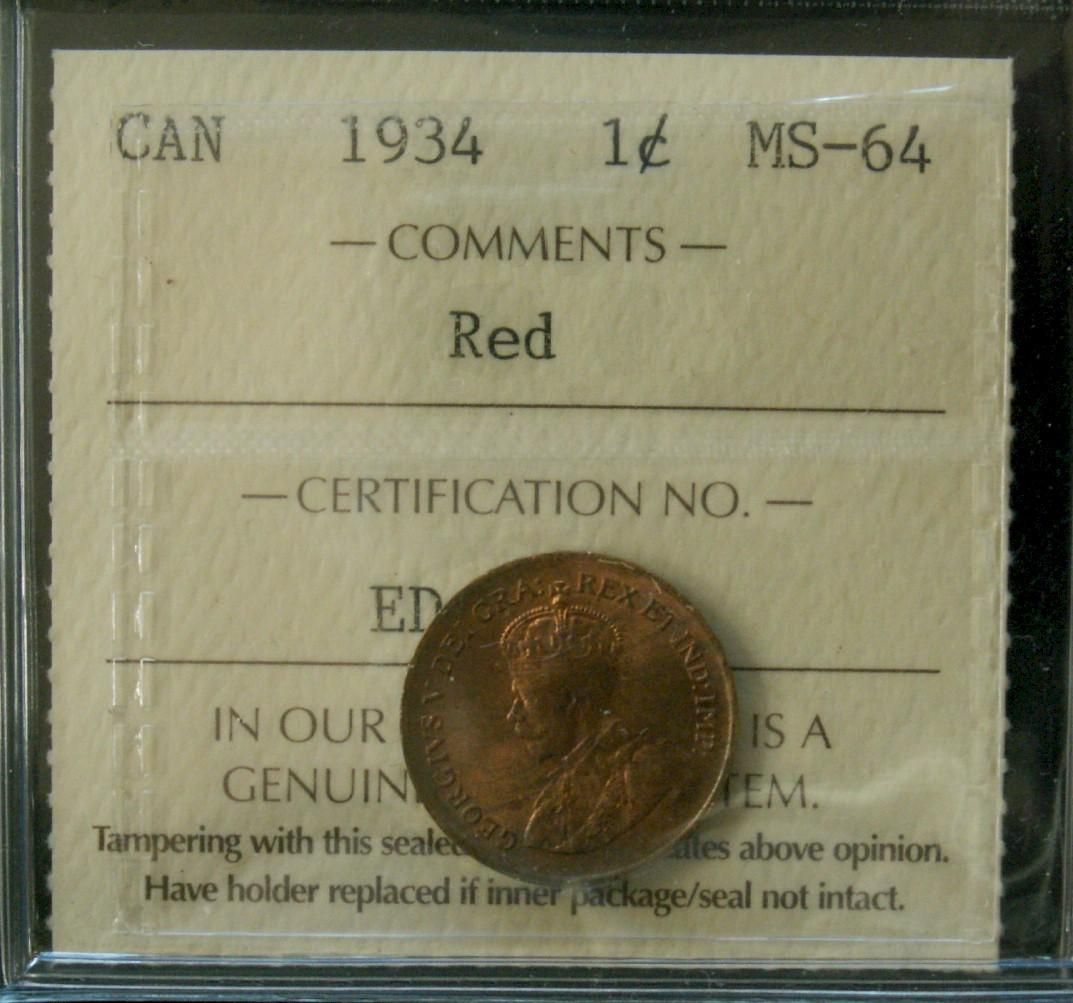 CAN 1934 1¢ MS-64
— COMMENTS —
Red
— CERTIFICATION NO. —
ED
IN OUR IS A
GENUIN TEM.
Tampering with this sealed ates above opinion.
Have holder replaced if inner package/seal not intact.
GEORGIVS V DEI GRA: REX ET IND: IMP: